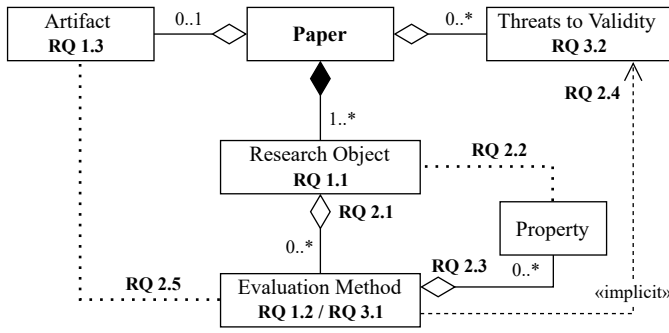 Artifact
RQ 1.3
0..1
Paper
0..*
Threats to Validity
RQ 3.2
RQ 2.4
1..*
Research Object
RQ 1.1
RQ 2.2
RQ 2.1
Property
0..*
RQ 2.3
0..*
RQ 2.5
Evaluation Method
RQ 1.2 / RQ 3.1
«implicit»